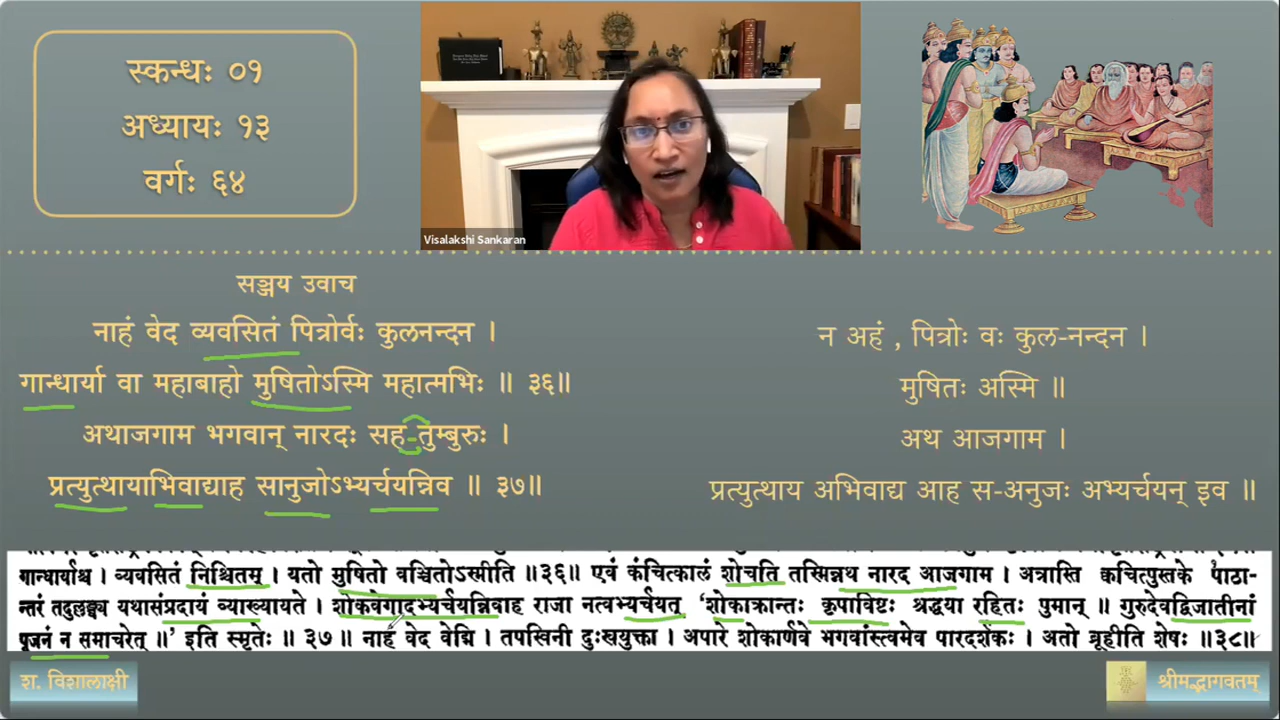 स्कन्धः ०१
अध्यायः १३
वर्गः ६४
Visalakshi Sankaran
सञ्जय उवाच
नाहं वेद व्यवसितं पित्रोर्वः कुलनन्दन ।
गान्धार्या वा महाबाहो मुषितोऽस्मि महात्मभिः ॥ ३६॥
अथाजगाम भगवान् नारदः सह-तुम्बुरुः ।
प्रत्युत्थायाभिवाद्याह सानुजोऽभ्यर्चयन्निव ॥ ३७॥
न अहं , पित्रोः वः कुल-नन्दन ।
मुषितः अस्मि ॥
अथ आजगाम ।
प्रत्युत्थाय अभिवाद्य आह स-अनुजः अभ्यर्चयन् इव ॥
गान्धार्याश्च । व्यवसितं निश्चितम् । यतो मुषितो वञ्चितोऽस्मीति ॥३६॥ एवं कंचित्कालं शोचति तस्मिन्नथ नारद आजगाम । अत्रास्ति क्वचित्पुस्तके पाठा-
न्तरं तदुल्लङ्घ्य यथासंप्रदायं व्याख्यायते । शोकवेगादभ्यर्चयन्निवाह राजा नत्वभ्यर्चयत् 'शोकाक्रान्तः कृपाविष्टः श्रद्धया रहितः पुमान् ॥ गुरुदेवद्विजातीनां
पूजनं न समाचरेत् ॥' इति स्मृतेः ॥ ३७ ॥ नाहं वेद वेद्मि । तपस्विनी दुःखयुक्ता । अपारे शोकार्णवे भगवांस्त्वमेव पारदर्शकः । अतो ब्रूहीति शेषः ॥३८॥
श. विशालाक्षी
श्रीमद्भागवतम्